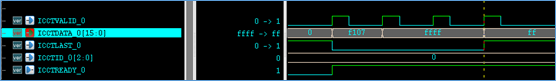 ICCTVALID_0 0 -> 1
ICCTDATA_0[15:0] ffff -> ff 0 f107 ffff ff
ICCTLAST_0 0 -> 1
ICCTID_0[2:0] 0 0
ICCTREADY_0 1